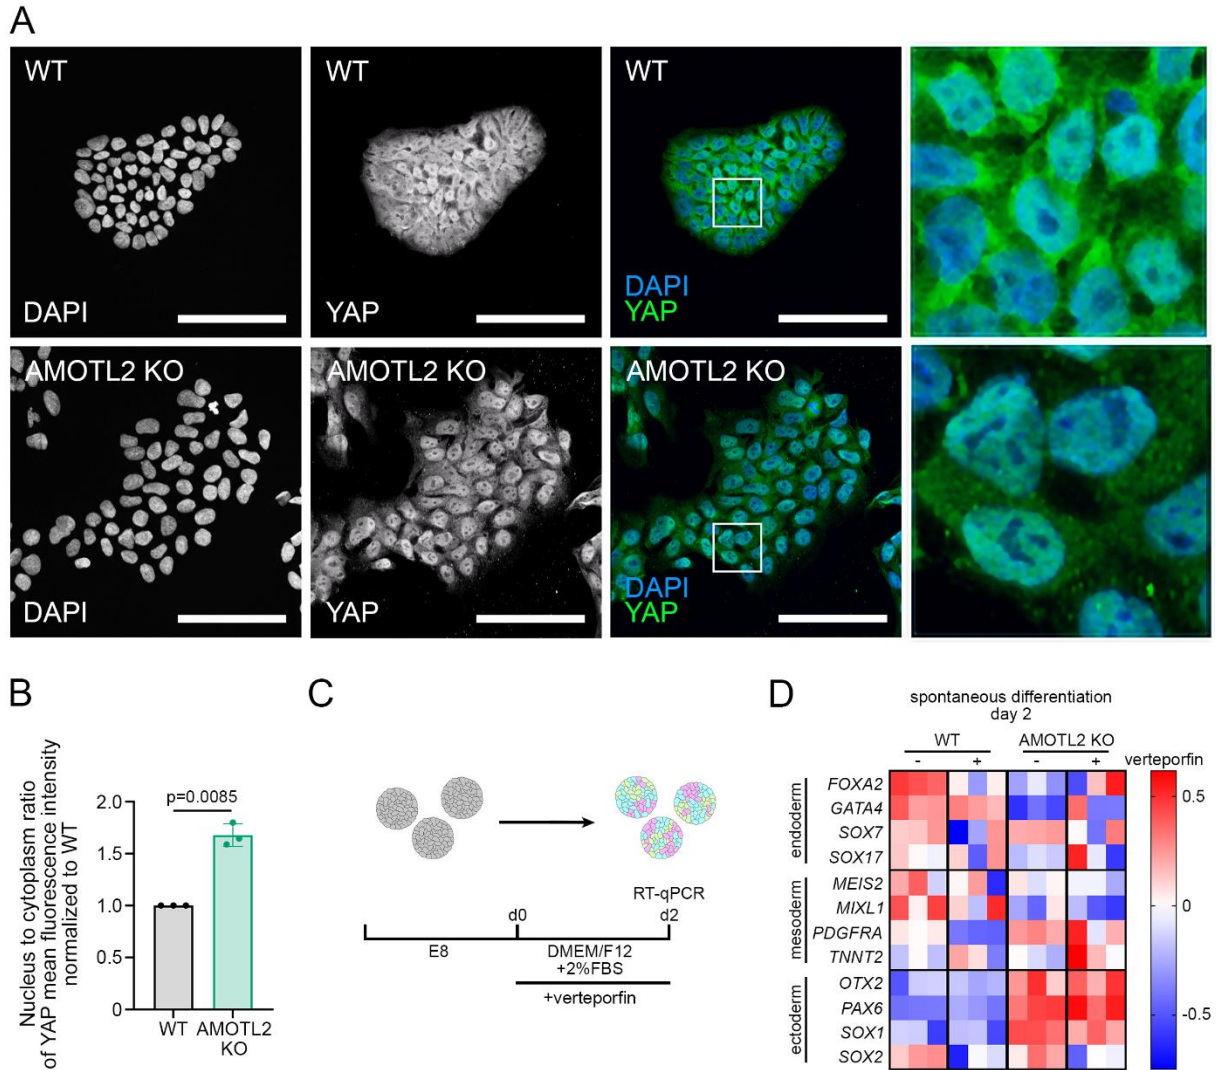 A
WT
WT
WT
DAPI
YAP
DAPI
YAP
AMOTL2 KO
AMOTL2 KO
AMOTL2 KO
DAPI
YAP
DAPI
YAP
B
Nucleus to cytoplasm ratio
of YAP mean fluorescence intensity
normalized to WT
p=0.0085
2.0
1.5
1.0
0.5
0
WT
AMOTL2
KO
C
RT-qPCR
d0
d2
E8
DMEM/F12
+2%FBS
+verteporfin
D
spontaneous differentiation
day 2
WT
AMOTL2 KO
- + - + verteporfin
endoderm
FOXA2
GATA4
SOX7
SOX17
mesoderm
MEIS2
MIXL1
PDGFRA
TNNT2
ectoderm
OTX2
PAX6
SOX1
SOX2
0.5
0
-0.5